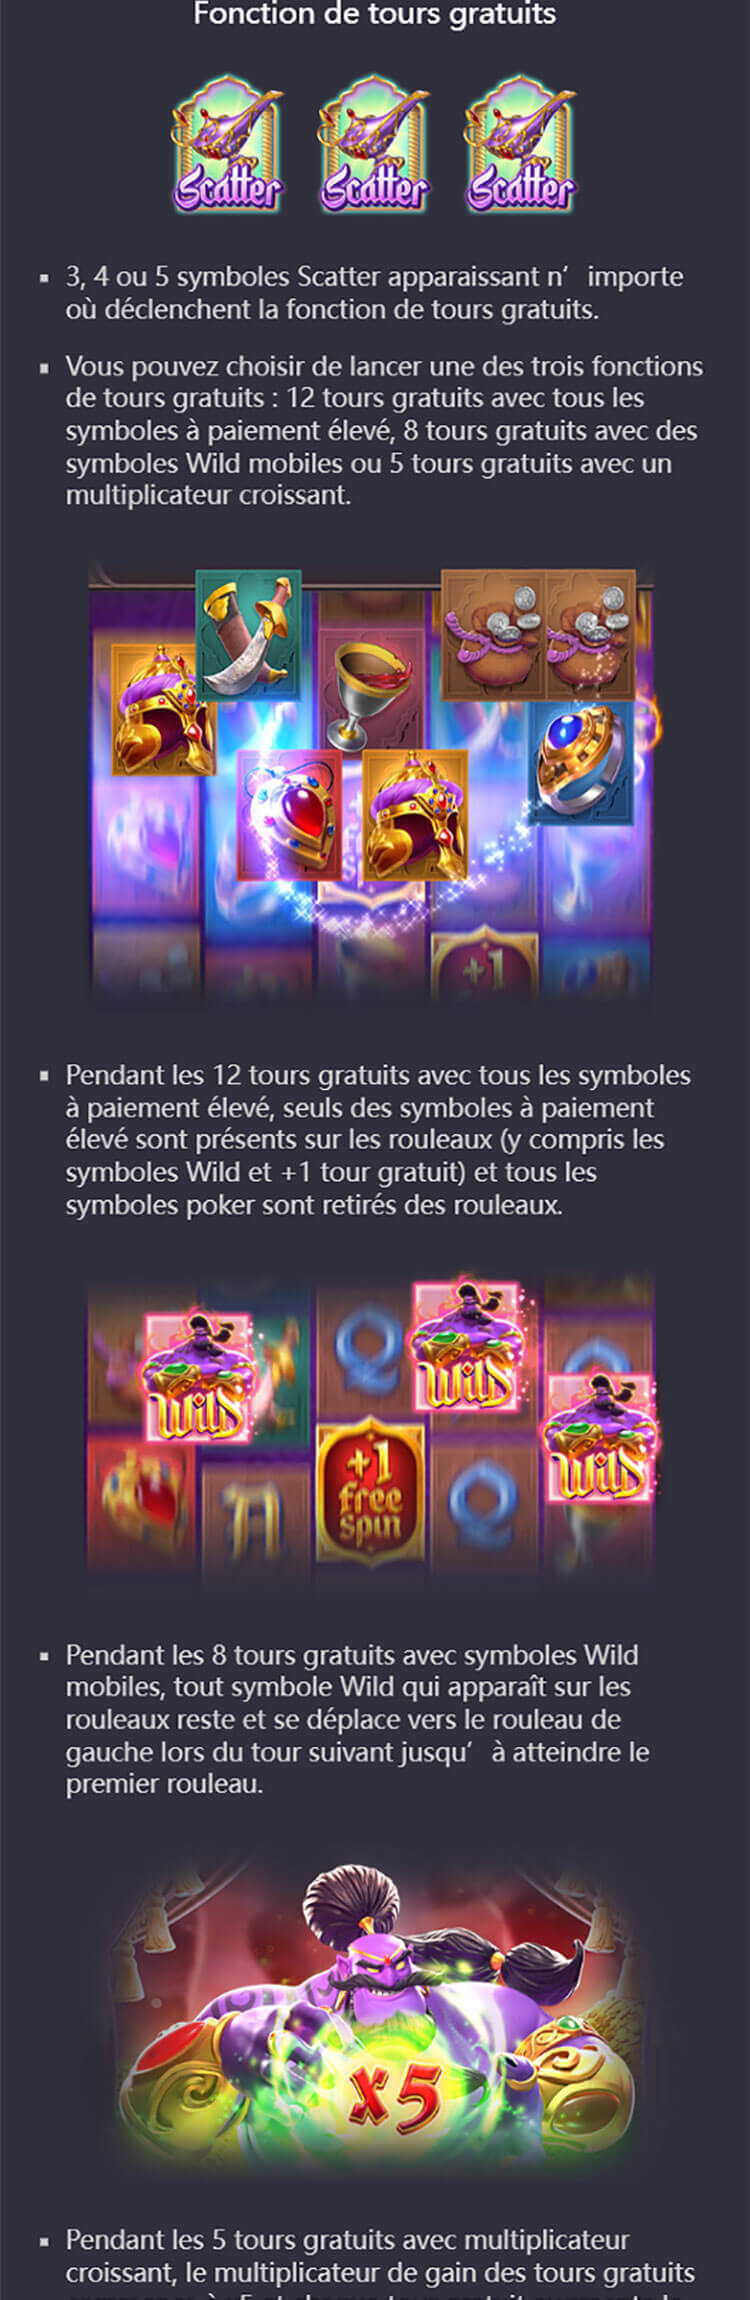 Fonction de tours gratuits
Scatter Scatter Scatter
3, 4 ou 5 symboles Scatter apparaissant n’ importe
où déclenchent la fonction de tours gratuits.
Vous pouvez choisir de lancer une des trois fonctions
de tours gratuits : 12 tours gratuits avec tous les
symboles à paiement élevé, 8 tours gratuits avec des
symboles Wild mobiles ou 5 tours gratuits avec un
multiplicateur croissant.
+1
Pendant les 12 tours gratuits avec tous les symboles
à paiement élevé, seuls des symboles à paiement
élevé sont présents sur les rouleaux (y compris les
symboles Wild et +1 tour gratuit) et tous les
symboles poker sont retirés des rouleaux.
Q
Wild
Wild
Wild
+1
free
spin
A
Q
Pendant les 8 tours gratuits avec symboles Wild
mobiles, tout symbole Wild qui apparaît sur les
rouleaux reste et se déplace vers le rouleau de
gauche lors du tour suivant jusqu’ à atteindre le
premier rouleau.
x5
Pendant les 5 tours gratuits avec multiplicateur
croissant, le multiplicateur de gain des tours gratuits